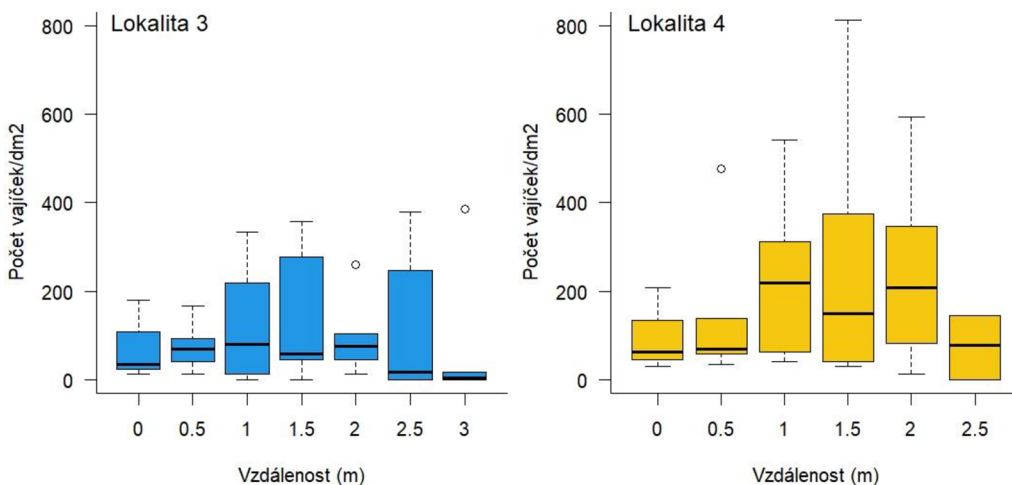 Lokalita 3
Počet vajíček/dm2
800
600
400
200
0
0 0.5 1 1.5 2 2.5 3
Vzdálenost (m)
Lokalita 4
Počet vajíček/dm2
800
600
400
200
0
0 0.5 1 1.5 2 2.5
Vzdálenost (m)